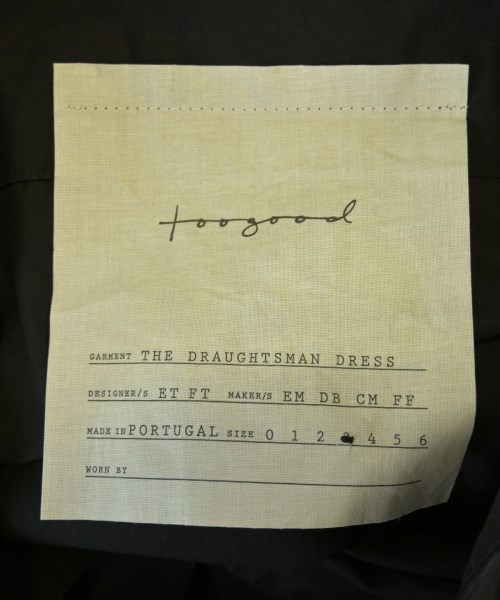 toogood
GARMENT THE DRAUGHTSMAN DRESS
DESIGNER/S ET FT MAKER/S EM DB CM FF
MADE IN PORTUGAL SIZE 0 1 2 4 5 6
WORN BY